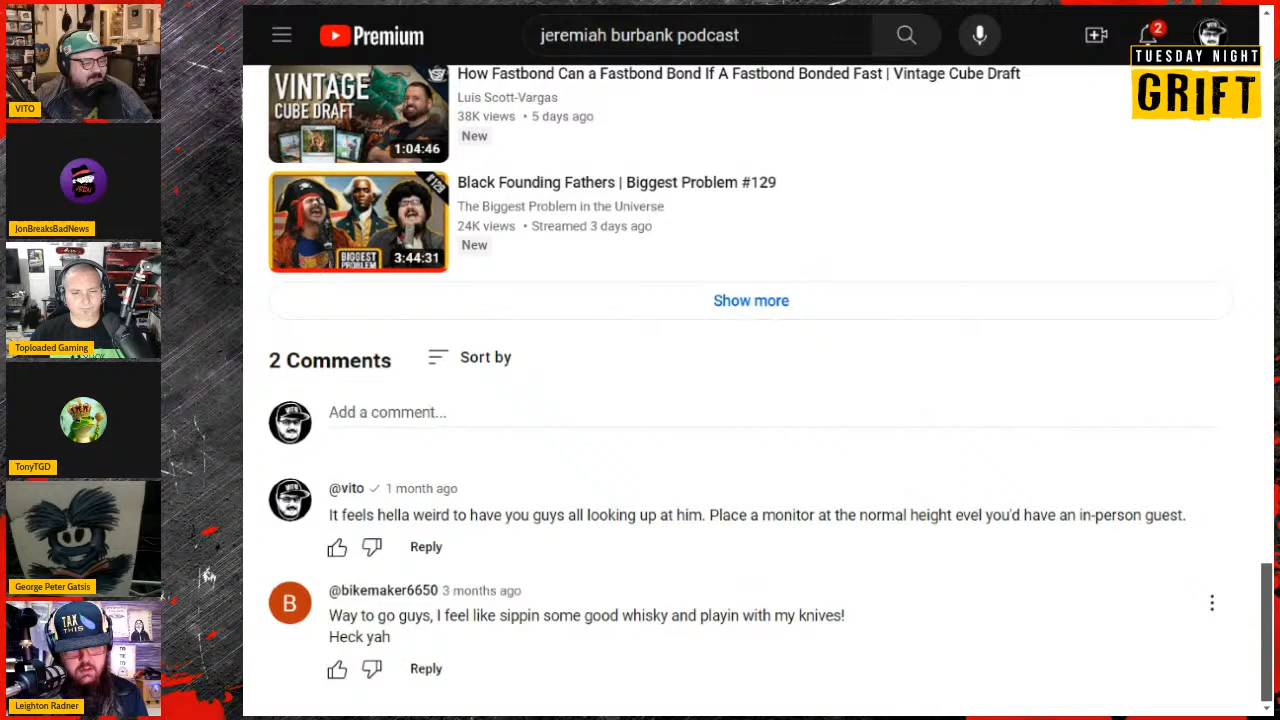 Premium
jeremiah burbank podcast
2
TUESDAY NIGHT
GRIFT
VINTAGE
CUBE DRAFT
1:04:46
How Fastbond Can a Fastbond Bond If A Fastbond Bonded Fast | Vintage Cube Draft
Luis Scott-Vargas
38K views • 5 days ago
New
#129
BIGGEST
PROBLEM
3:44:31
Black Founding Fathers | Biggest Problem #129
The Biggest Problem in the Universe
24K views • Streamed 3 days ago
New
Show more
2 Comments
Sort by
Add a comment...
@vito 1 month ago
It feels hella weird to have you guys all looking up at him. Place a monitor at the normal height evel you'd have an in-person guest.
Reply
B
@bikemaker6650 3 months ago
Way to go guys, I feel like sippin some good whisky and playin with my knives!
Heck yah
Reply
VITO
JonBreaksBadNews
Toploaded Gaming
TonyTGD
George Peter Gatsis
TAX
THIS
Leighton Radner